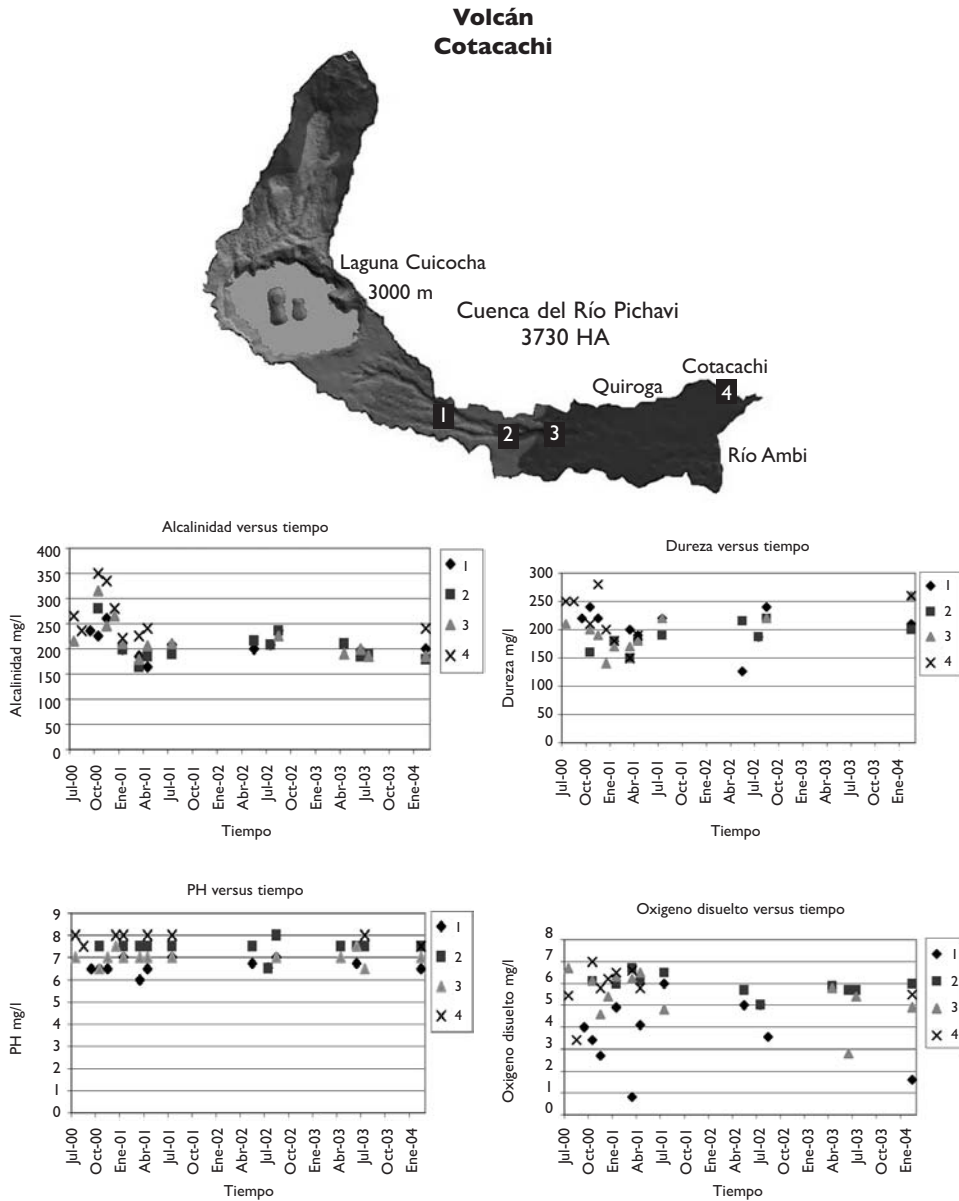 Volcán
Cotacachi
Laguna Cuicocha
3000 m
Cuenca del Río Pichavi
3730 HA
Cotacachi
Quiroga
4
1
2
3
Río Ambi
Alcalinidad versus tiempo
Alcalinidad mg/l
400
350
300
250
200
150
100
50
0
Jul-00
Oct-00
Ene-01
Abr-01
Jul-01
Oct-01
Ene-02
Abr-02
Jul-02
Oct-02
Ene-03
Abr-03
Jul-03
Oct-03
Ene-04
Tiempo
1
2
3
4
Dureza versus tiempo
Dureza mg/l
300
250
200
150
100
50
0
Jul-00
Oct-00
Ene-01
Abr-01
Jul-01
Oct-01
Ene-02
Abr-02
Jul-02
Oct-02
Ene-03
Abr-03
Jul-03
Oct-03
Ene-04
Tiempo
1
2
3
4
PH versus tiempo
PH mg/l
9
8
7
6
5
4
3
2
1
0
Jul-00
Oct-00
Ene-01
Abr-01
Jul-01
Oct-01
Ene-02
Abr-02
Jul-02
Oct-02
Ene-03
Abr-03
Jul-03
Oct-03
Ene-04
Tiempo
1
2
3
4
Oxigeno disuelto versus tiempo
Oxigeno disuelto mg/l
8
7
6
5
4
3
2
1
0
Jul-00
Oct-00
Ene-01
Abr-01
Jul-01
Oct-01
Ene-02
Abr-02
Jul-02
Oct-02
Ene-03
Abr-03
Jul-03
Oct-03
Ene-04
Tiempo
1
2
3
4